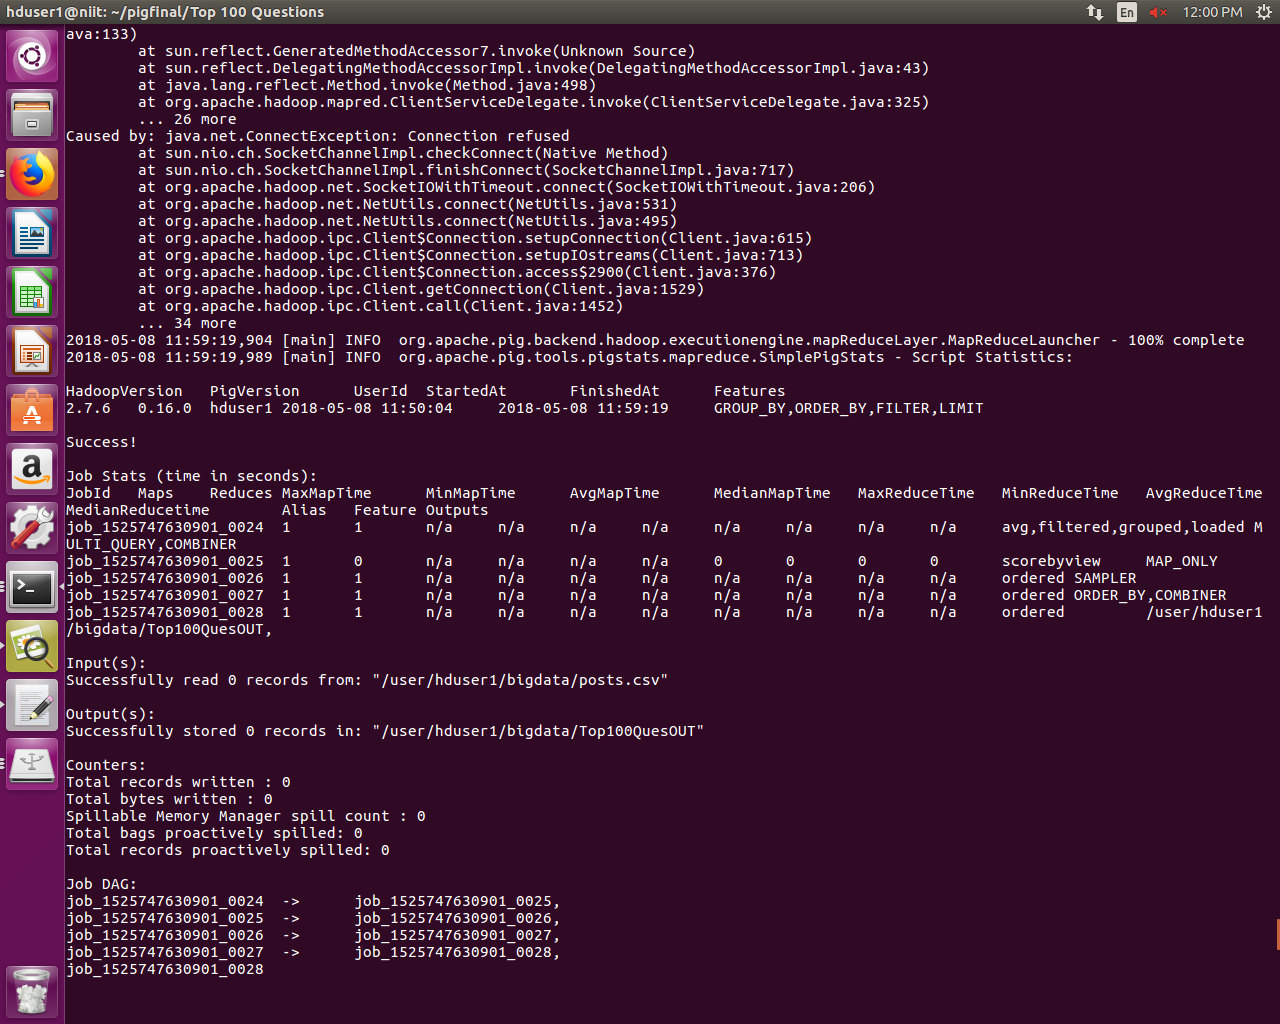 hduser1@niit: ~/pigfinal/Top 100 Questions
En
12:00 PM
ava:133)
at sun.reflect.GeneratedMethodAccessor7.invoke(Unknown Source)
at sun.reflect.DelegatingMethodAccessorImpl.invoke(DelegatingMethodAccessorImpl.java:43)
at java.lang.reflect.Method.invoke(Method.java:498)
at org.apache.hadoop.mapred.ClientServiceDelegate.invoke(ClientServiceDelegate.java:325)
... 26 more
Caused by: java.net.ConnectException: Connection refused
at sun.nio.ch.SocketChannelImpl.checkConnect(Native Method)
at sun.nio.ch.SocketChannelImpl.finishConnect(SocketChannelImpl.java:717)
at org.apache.hadoop.net.SocketIOWithTimeout.connect(SocketIOWithTimeout.java:206)
at org.apache.hadoop.net.NetUtils.connect(NetUtils.java:531)
at org.apache.hadoop.net.NetUtils.connect(NetUtils.java:495)
at org.apache.hadoop.ipc.Client$Connection.setupConnection(Client.java:615)
at org.apache.hadoop.ipc.Client$Connection.setupIOstreams(Client.java:713)
at org.apache.hadoop.ipc.Client$Connection.access$2900(Client.java:376)
at org.apache.hadoop.ipc.Client.getConnection(Client.java:1529)
at org.apache.hadoop.ipc.Client.call(Client.java:1452)
... 34 more
2018-05-08 11:59:19,904 [main] INFO  org.apache.pig.backend.hadoop.executionengine.mapReduceLayer.MapReduceLauncher - 100% complete
2018-05-08 11:59:19,989 [main] INFO  org.apache.pig.tools.pigstats.mapreduce.SimplePigStats - Script Statistics:
HadoopVersion PigVersion UserId StartedAt FinishedAt Features
2.7.6 0.16.0 hduser1 2018-05-08 11:50:04 2018-05-08 11:59:19 GROUP_BY,ORDER_BY,FILTER,LIMIT
Success!
Job Stats (time in seconds):
JobId Maps Reduces MaxMapTime MinMapTime AvgMapTime MedianMapTime MaxReduceTime MinReduceTime AvgReduceTime
MedianReducetime Alias Feature Outputs
job_1525747630901_0024 1 1 n/a n/a n/a n/a n/a n/a n/a n/a avg,filtered,grouped,loaded M
ULTI_QUERY,COMBINER
job_1525747630901_0025 1 0 n/a n/a n/a n/a 0 0 0 0 scorebyview MAP_ONLY
job_1525747630901_0026 1 1 n/a n/a n/a n/a n/a n/a n/a n/a ordered SAMPLER
job_1525747630901_0027 1 1 n/a n/a n/a n/a n/a n/a n/a n/a ordered ORDER_BY,COMBINER
job_1525747630901_0028 1 1 n/a n/a n/a n/a n/a n/a n/a n/a ordered /user/hduser1
/bigdata/Top100QuesOUT,
Input(s):
Successfully read 0 records from: "/user/hduser1/bigdata/posts.csv"
Output(s):
Successfully stored 0 records in: "/user/hduser1/bigdata/Top100QuesOUT"
Counters:
Total records written : 0
Total bytes written : 0
Spillable Memory Manager spill count : 0
Total bags proactively spilled: 0
Total records proactively spilled: 0
Job DAG:
job_1525747630901_0024 -> job_1525747630901_0025,
job_1525747630901_0025 -> job_1525747630901_0026,
job_1525747630901_0026 -> job_1525747630901_0027,
job_1525747630901_0027 -> job_1525747630901_0028,
job_1525747630901_0028